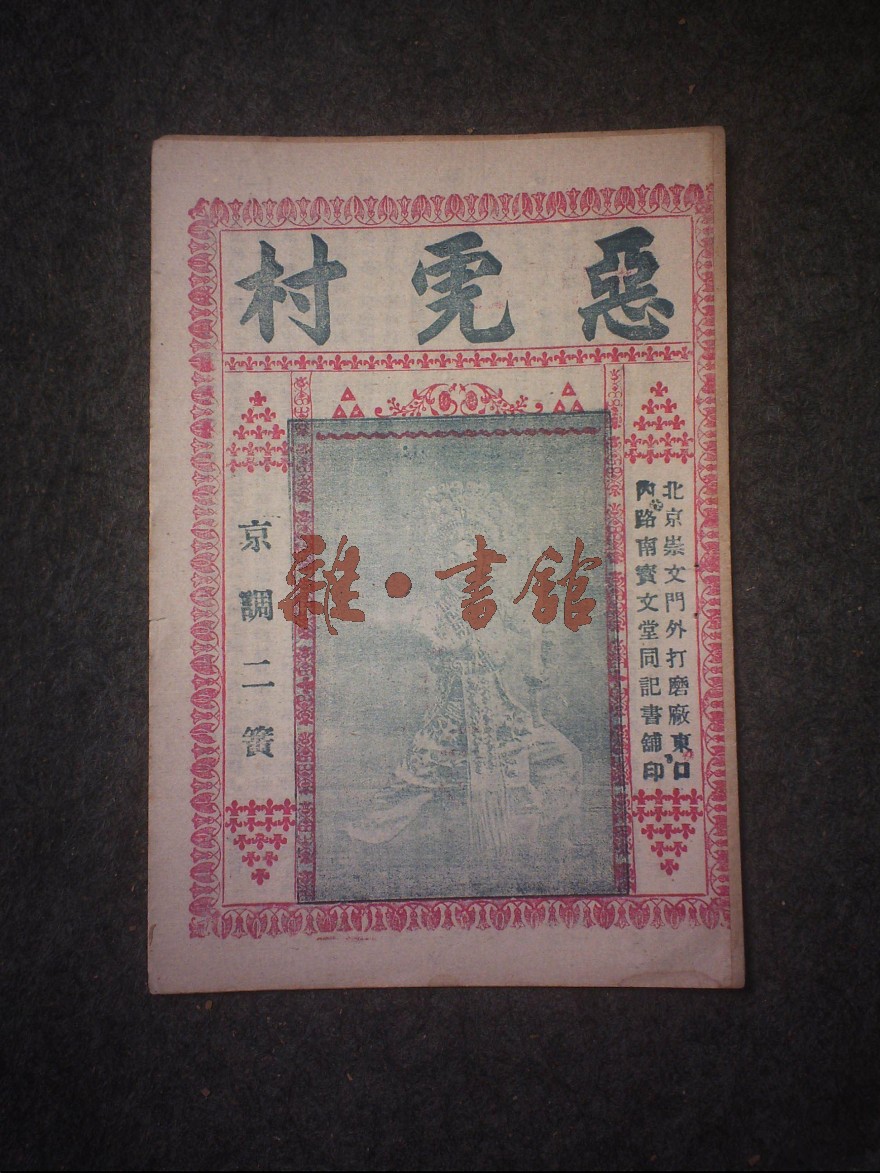 惡虎村
北京崇文門外打磨廠東口
內路南寶文堂同記書鋪印
京調二簧
雜·書館